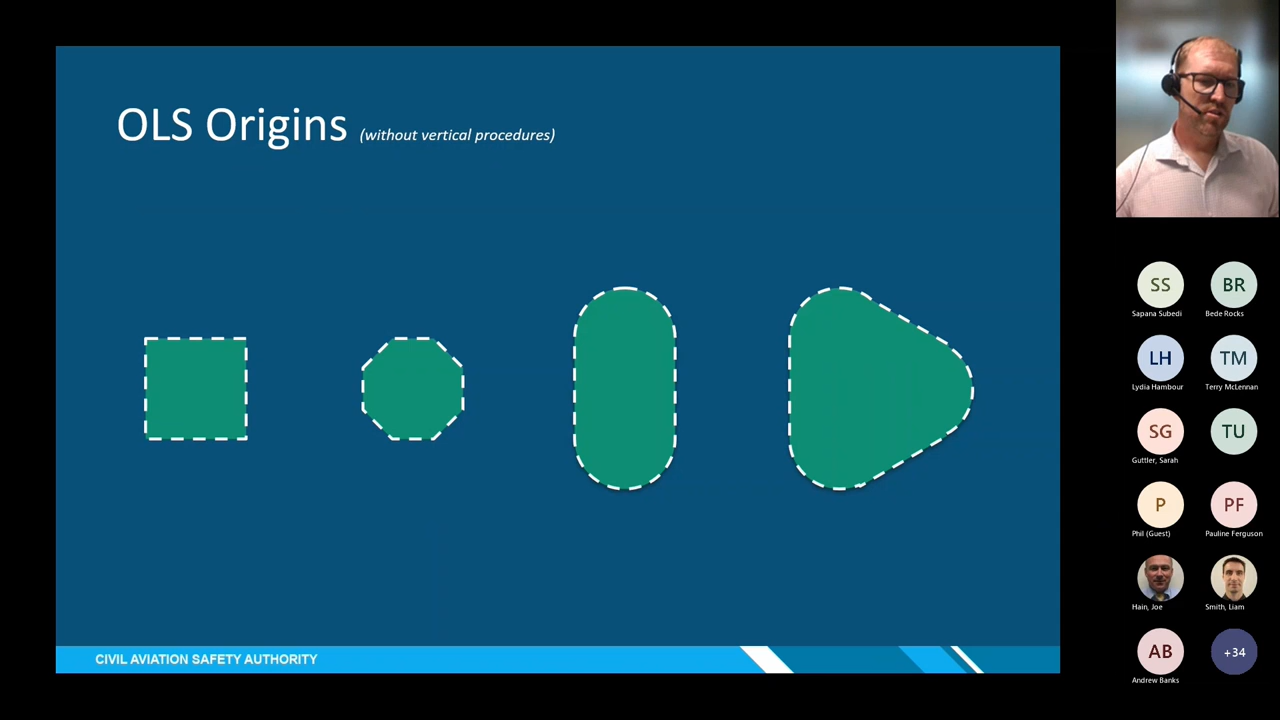 OLS Origins (without vertical procedures)
CIVIL AVIATION SAFETY AUTHORITY
SS
BR
Sapana Subedi
Bede Rocks
LH
TM
Lydia Hambour
Terry McLennan
SG
TU
Guttler, Sarah
P
PF
Phil (Guest)
Pauline Ferguson
Hain, Joe
Smith, Liam
AB
+34
Andrew Banks